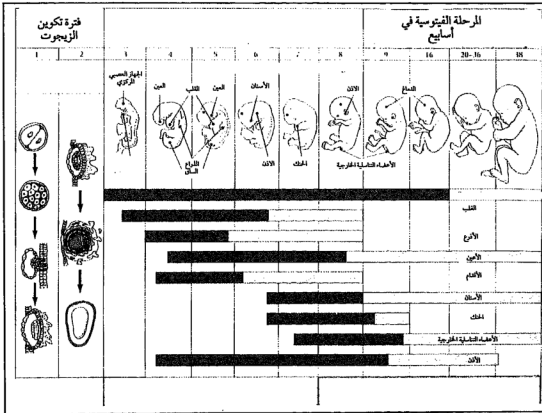 المرحلة الفيتوسية في
أسابيع
فترة تكوين
الزيجوت
1 2 3 4 5 6 7 8 9 16 20-36 38
الجهاز العصبي
المركزي
العين
القلب
العين
الأسنان
الأذن
الدماغ
الذراع
الساق
الأذن
الحنك
الأعضاء التناسلية الخارجية
القلب
الأذرع
الأعين
الأقدام
الأسنان
الحنك
الأعضاء التناسلية الخارجية
الأذن